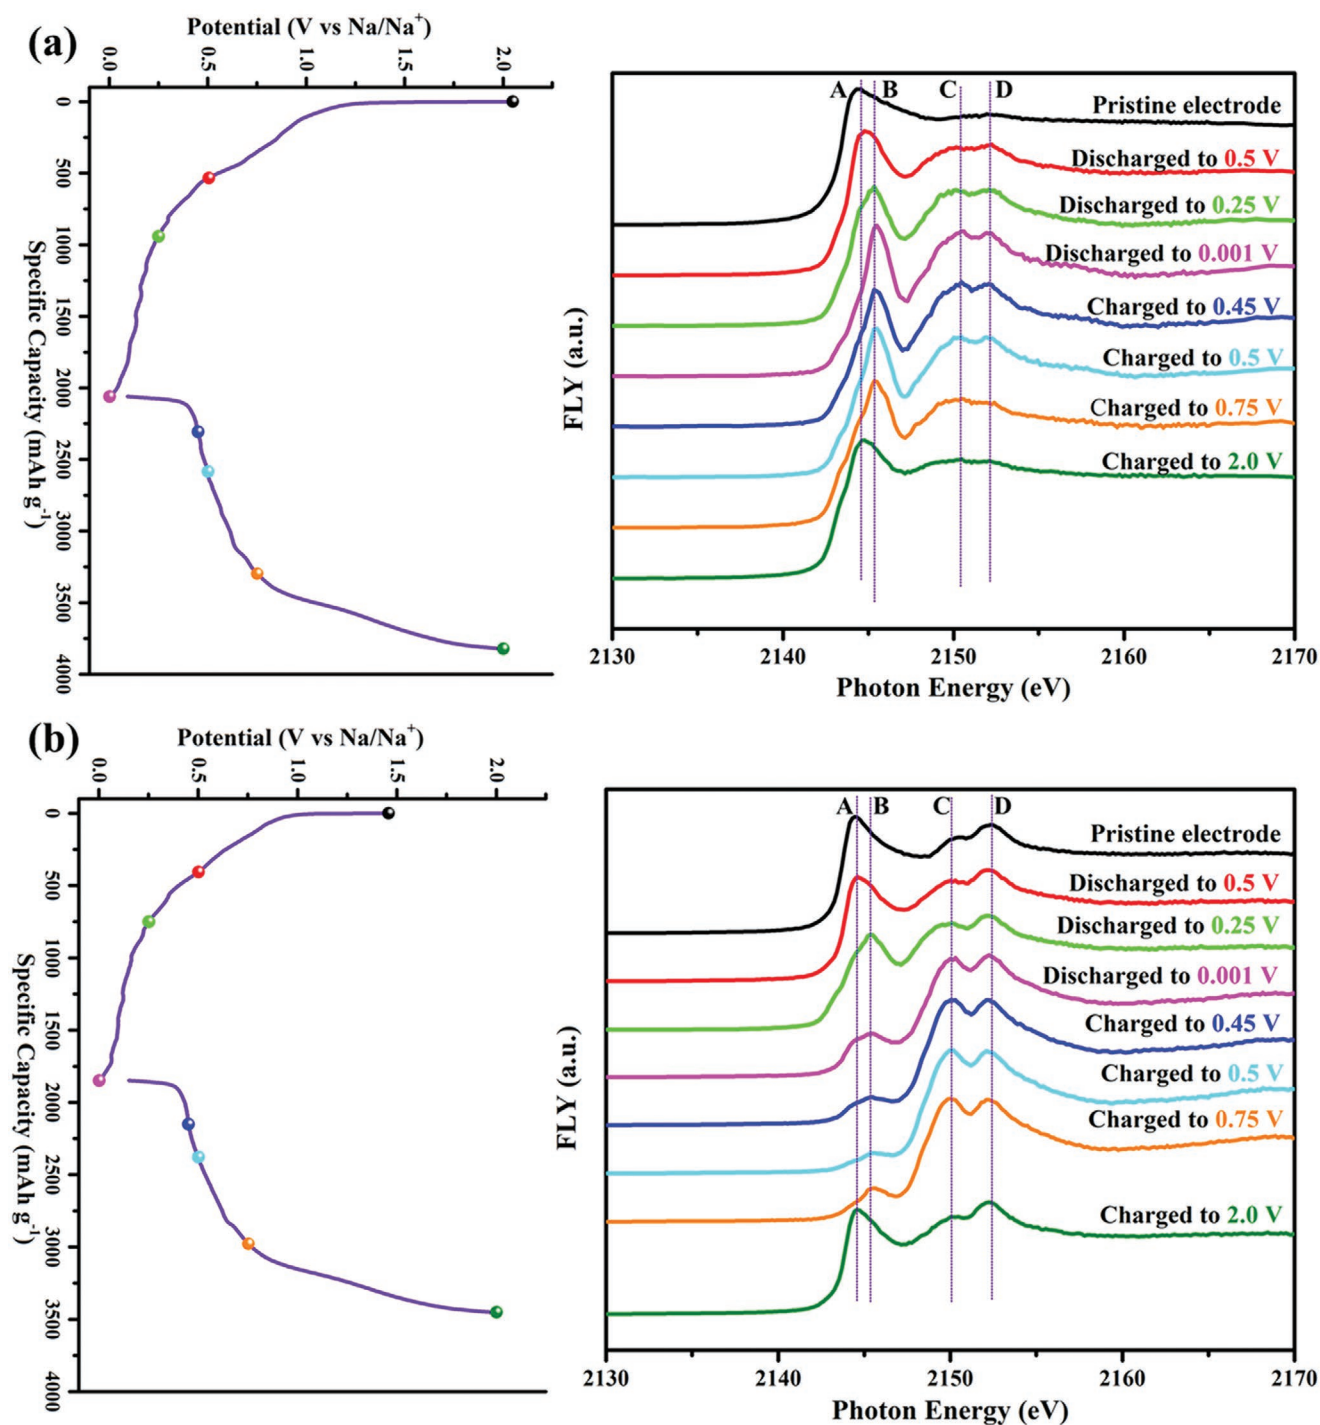 (a)
Potential (V vs Na/Na+)
0.0 0.5 1.0 1.5 2.0
0
500
1000
1500
2000
2500
3000
3500
4000
Specific Capacity (mAh g-1)
A B C D
Pristine electrode
Discharged to 0.5 V
Discharged to 0.25 V
Discharged to 0.001 V
Charged to 0.45 V
Charged to 0.5 V
Charged to 0.75 V
Charged to 2.0 V
FLY (a.u.)
2130 2140 2150 2160 2170
Photon Energy (eV)
(b)
Potential (V vs Na/Na+)
0.0 0.5 1.0 1.5 2.0
0
500
1000
1500
2000
2500
3000
3500
4000
Specific Capacity (mAh g-1)
A B C D
Pristine electrode
Discharged to 0.5 V
Discharged to 0.25 V
Discharged to 0.001 V
Charged to 0.45 V
Charged to 0.5 V
Charged to 0.75 V
Charged to 2.0 V
FLY (a.u.)
2130 2140 2150 2160 2170
Photon Energy (eV)